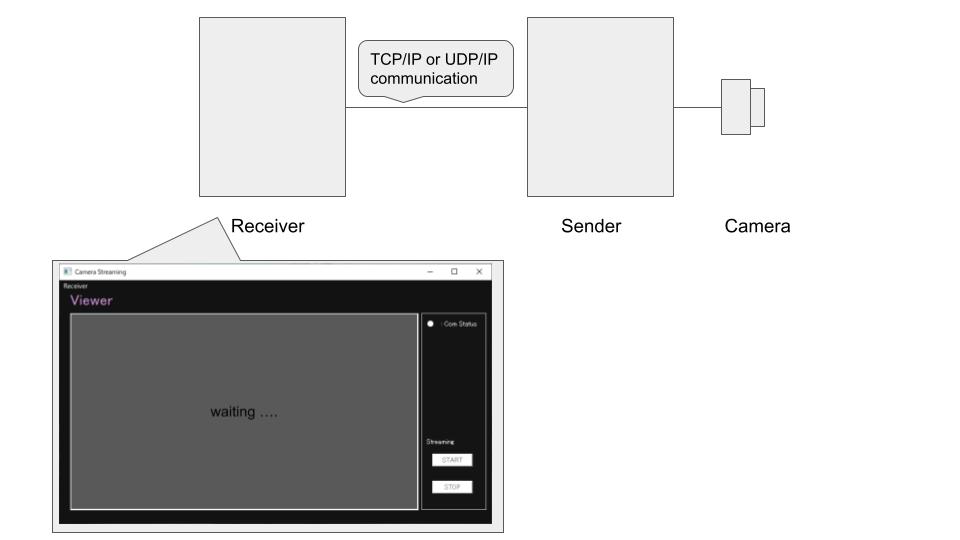 TCP/IP or UDP/IP
communication
Receiver
Sender
Camera
Camera Streaming
Receiver
Viewer
: Com Status
waiting ....
Streaming
START
STOP